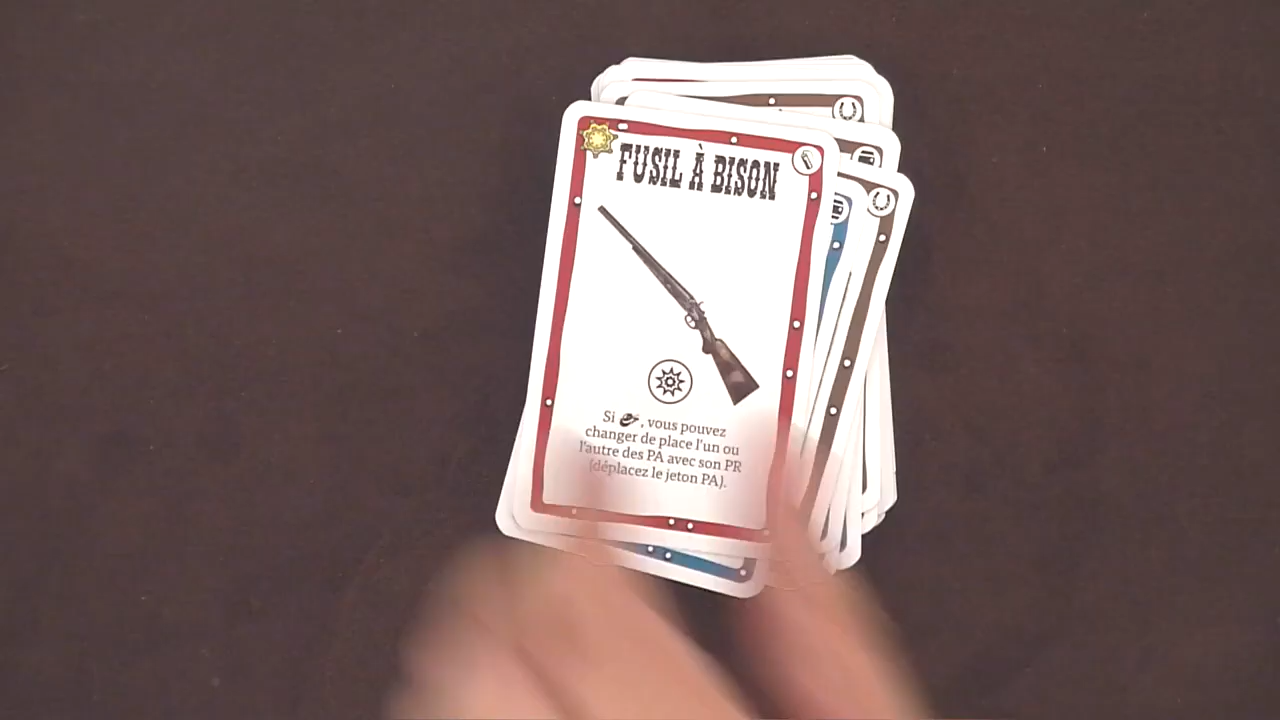 FUSIL À BISON
Si , vous pouvez
changer de place l'un ou
l'autre des PA avec son PR
(déplacez le jeton PA).